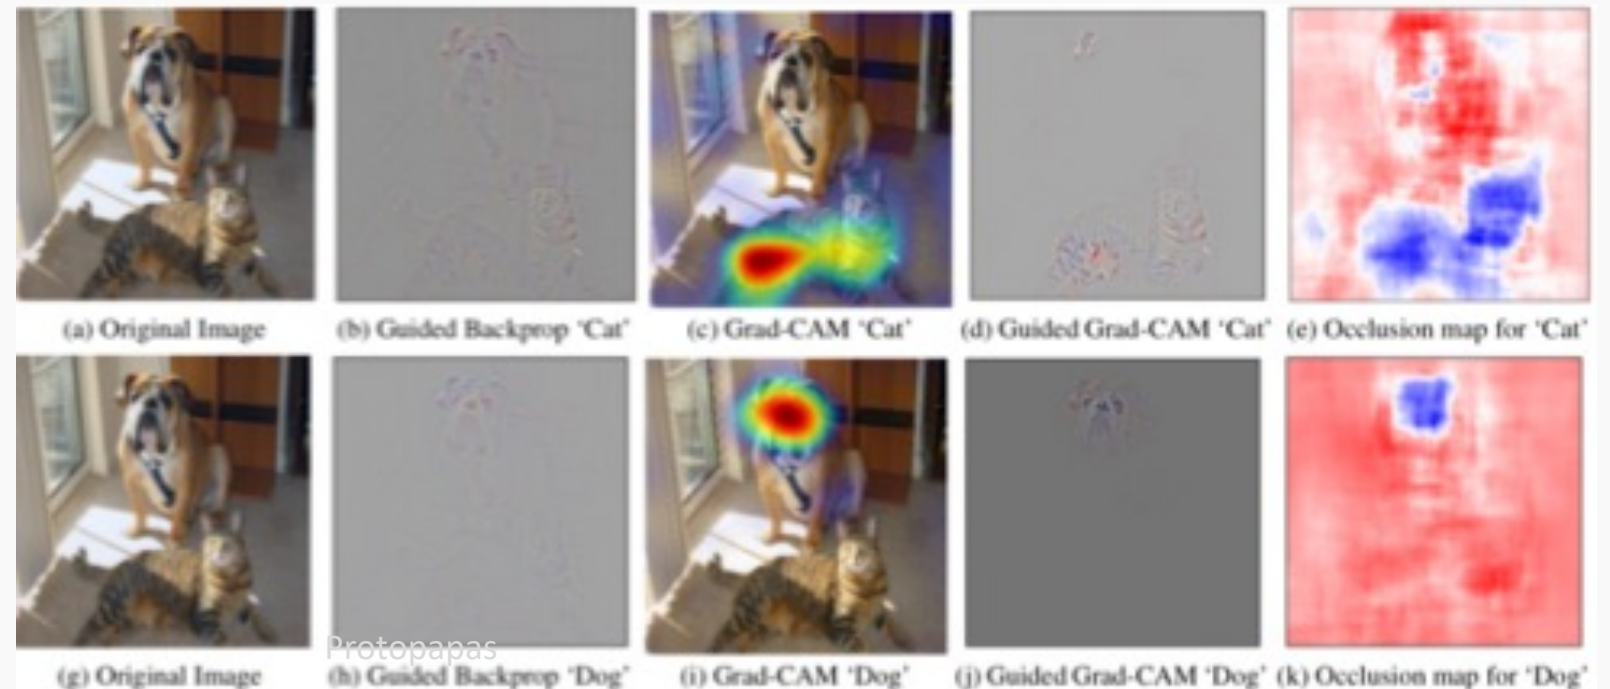 (a) Original Image (b) Guided Backprop ‘Cat’ (c) Grad-CAM ‘Cat’ (d) Guided Grad-CAM ‘Cat’ (e) Occlusion map for ‘Cat’
Protopapas
(g) Original Image (h) Guided Backprop ‘Dog’ (i) Grad-CAM ‘Dog’ (j) Guided Grad-CAM ‘Dog’ (k) Occlusion map for ‘Dog’